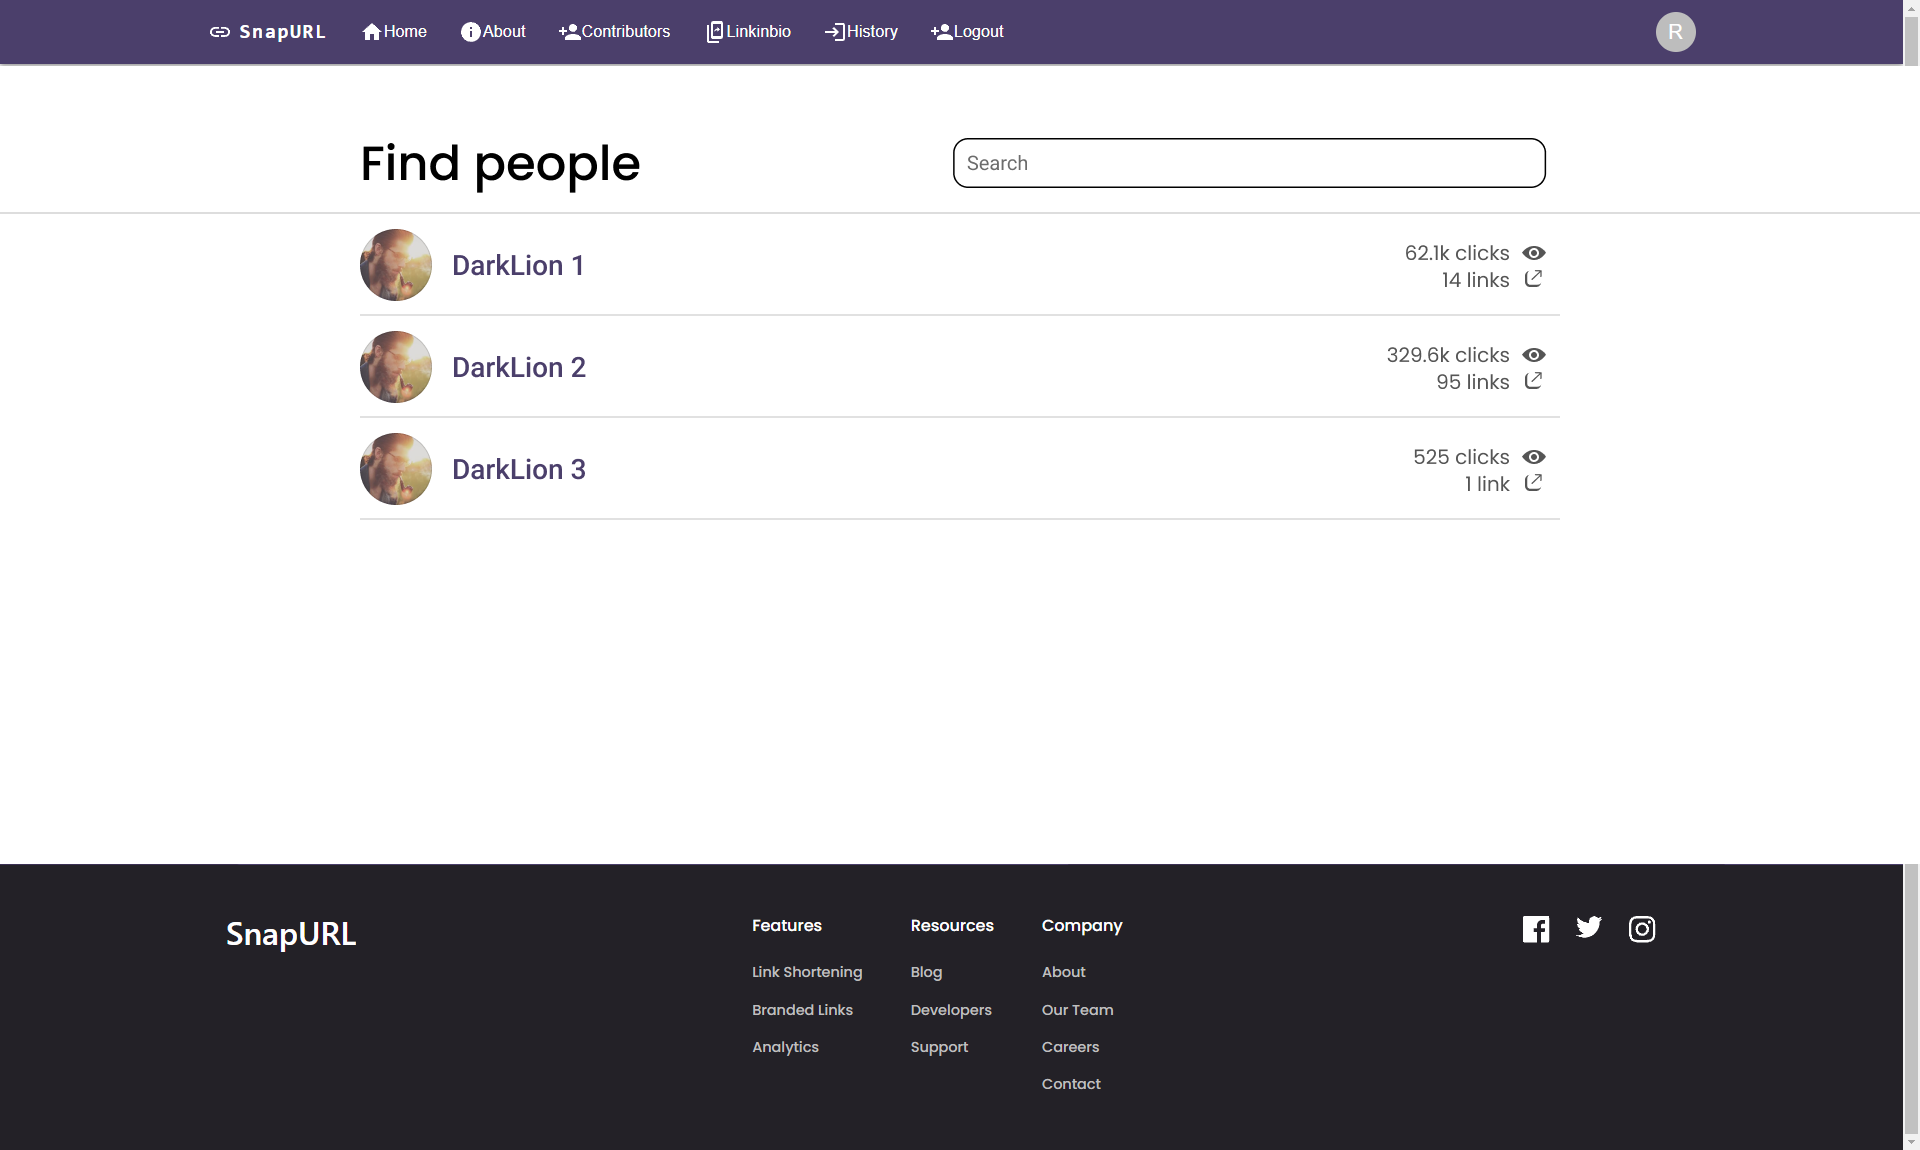 SnapURL Home About Contributors Linkinbio History Logout R
Find people
Search
DarkLion 1
62.1k clicks
14 links
DarkLion 2
329.6k clicks
95 links
DarkLion 3
525 clicks
1 link
SnapURL
Features
Link Shortening
Branded Links
Analytics
Resources
Blog
Developers
Support
Company
About
Our Team
Careers
Contact